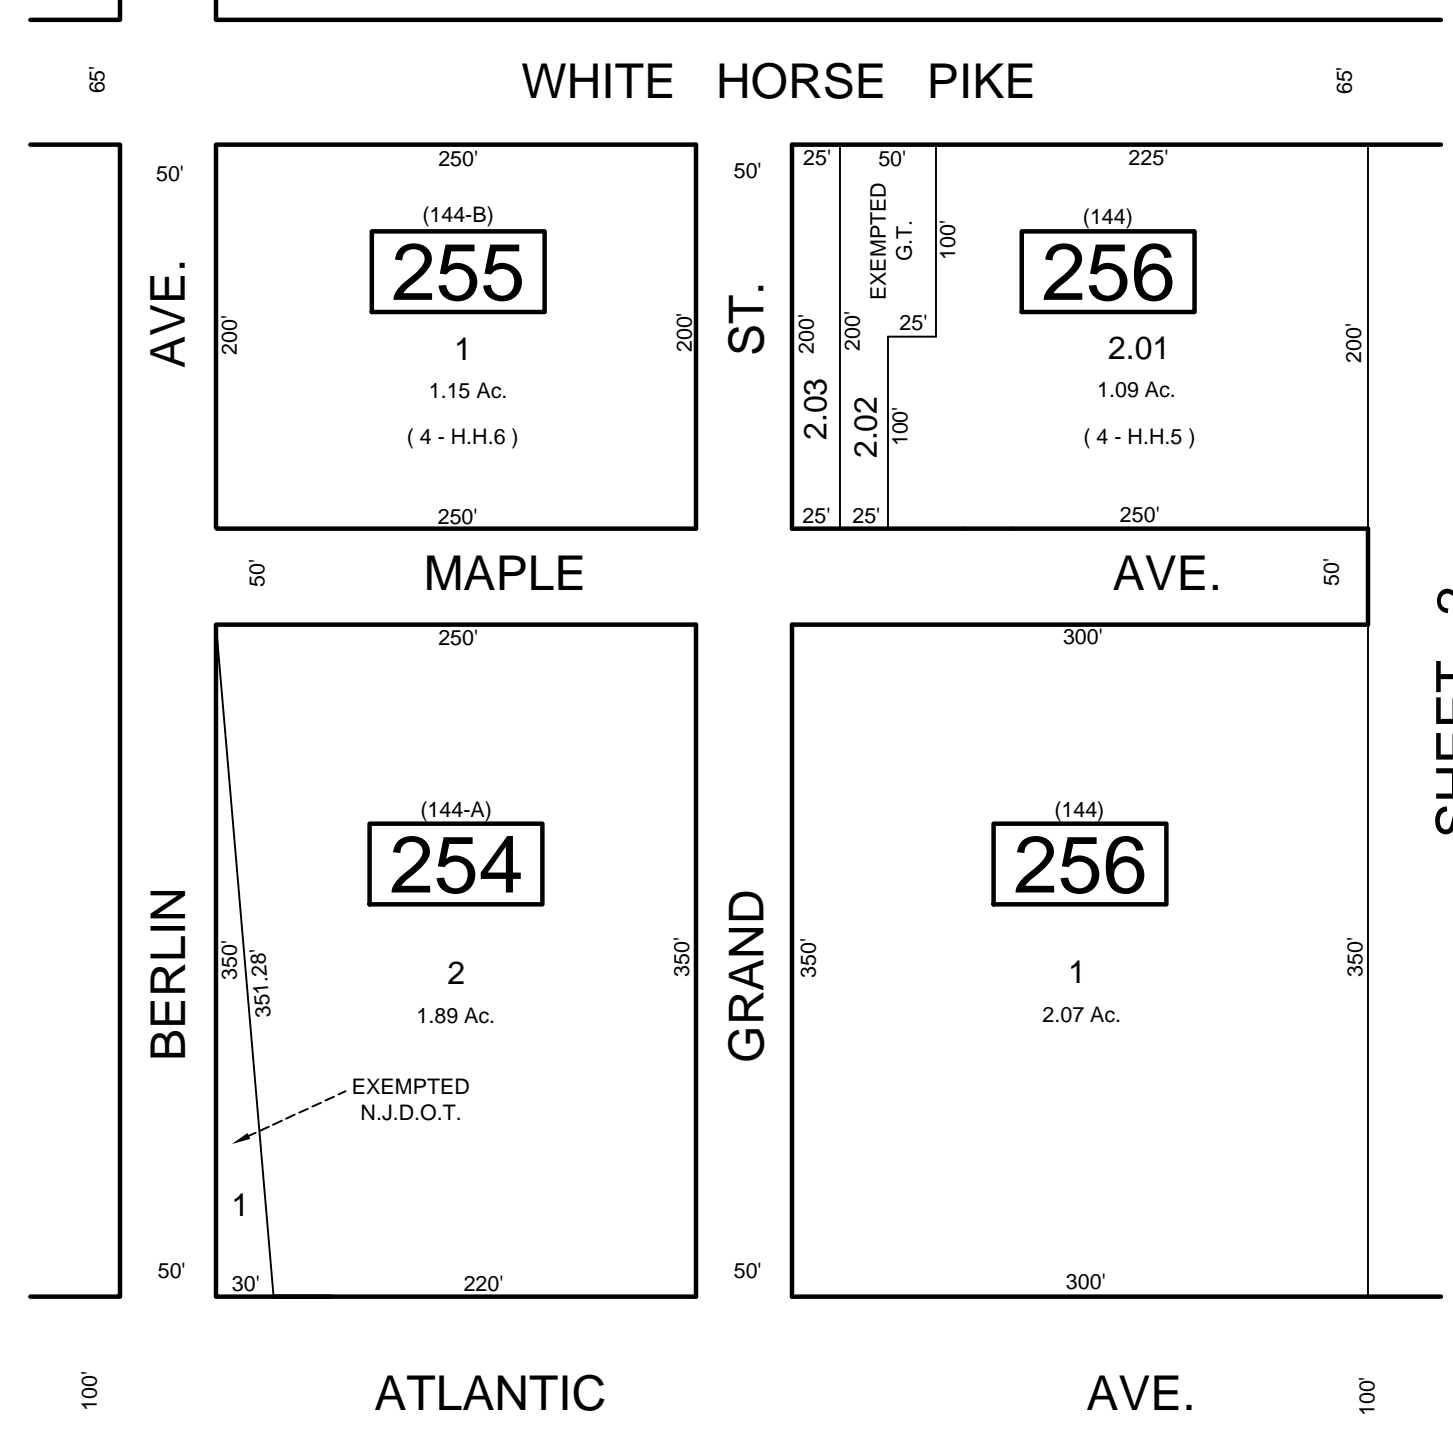 65'
WHITE HORSE PIKE
65'
50'
250'
50'
25'
50'
225'
(144-B)
255
1
1.15 Ac.
( 4 - H.H.6 )
200'
200'
250'
AVE.
ST.
EXEMPTED
G.T.
100'
25'
200'
200'
2.03
2.02
100'
25'
25'
(144)
256
2.01
1.09 Ac.
( 4 - H.H.5 )
200'
250'
50'
MAPLE
AVE.
50'
250'
300'
(144-A)
254
2
1.89 Ac.
350'
351.28'
350'
EXEMPTED
N.J.D.O.T.
1
30'
220'
BERLIN
50'
GRAND
50'
(144)
256
1
2.07 Ac.
350'
350'
300'
SHEET
100'
ATLANTIC
AVE.
100'